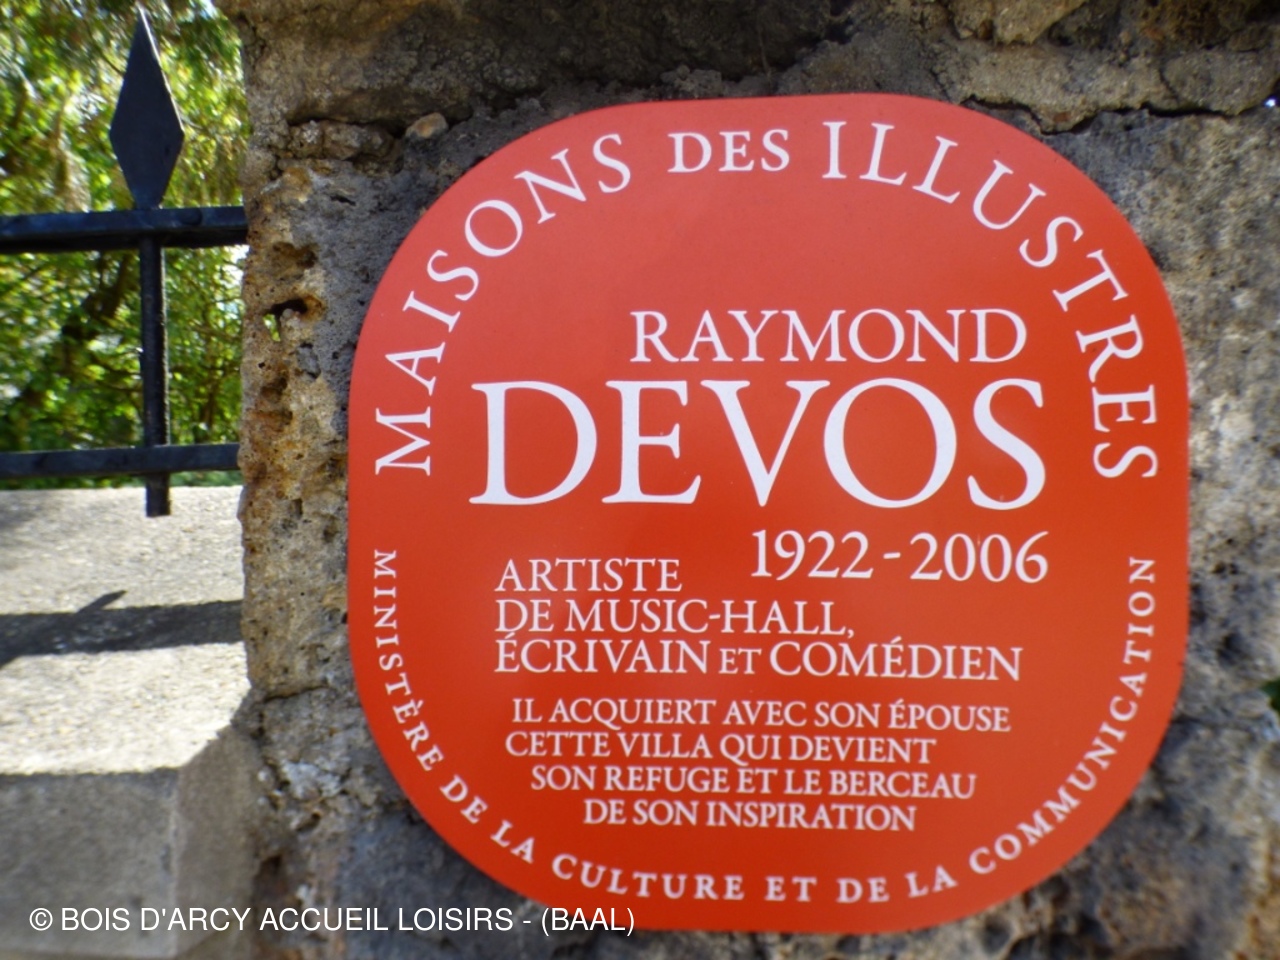 MAISONS DES ILLUSTRES
RAYMOND
DEVOS
1922-2006
ARTISTE
DE MUSIC-HALL,
ÉCRIVAIN ET COMÉDIEN
IL ACQUIERT AVEC SON ÉPOUSE
CETTE VILLA QUI DEVIENT
SON REFUGE ET LE BERCEAU
DE SON INSPIRATION
MINISTÈRE DE LA CULTURE ET DE LA COMMUNICATION
© BOIS D'ARCY ACCUEIL LOISIRS - (BAAL)